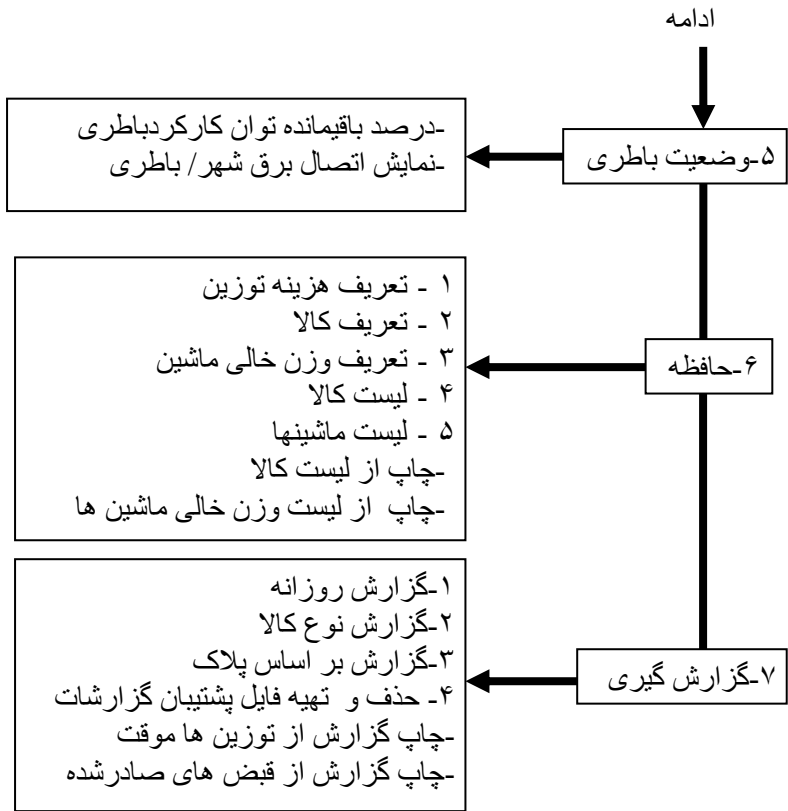 ادامه
۵-وضعیت باطری
-درصد باقیمانده توان کارکردباطری
-نمایش اتصال برق شهر/ باطری
۶-حافظه
۱ - تعریف هزینه توزین
۲ - تعریف کالا
۳ - تعریف وزن خالی ماشین
۴ - لیست کالا
۵ - لیست ماشینها
-چاپ از لیست کالا
-چاپ از لیست وزن خالی ماشین ها
۷-گزارش گیری
۱-گزارش روزانه
۲-گزارش نوع کالا
۳-گزارش بر اساس پلاک
۴- حذف و تهیه فایل پشتیبان گزارشات
-چاپ گزارش از توزین ها موقت
-چاپ گزارش از قبض های صادرشده